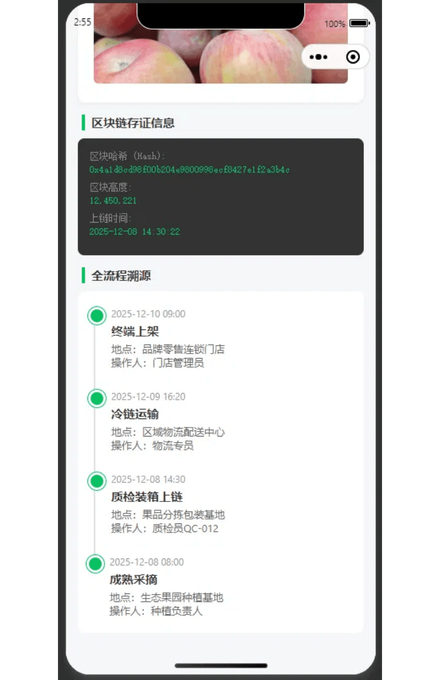 2:55
100%
区块链存证信息
区块哈希 (Hash):
0x4a1d8cd98f00b204e9800998ecf8427e1f2a3b4c
区块高度:
12,450,221
上链时间:
2025-12-08 14:30:22
全流程溯源
2025-12-10 09:00
终端上架
地点：品牌零售连锁门店
操作人：门店管理员
2025-12-09 16:20
冷链运输
地点：区域物流配送中心
操作人：物流专员
2025-12-08 14:30
质检装箱上链
地点：果品分拣包装基地
操作人：质检员QC-012
2025-12-08 08:00
成熟采摘
地点：生态果园种植基地
操作人：种植负责人